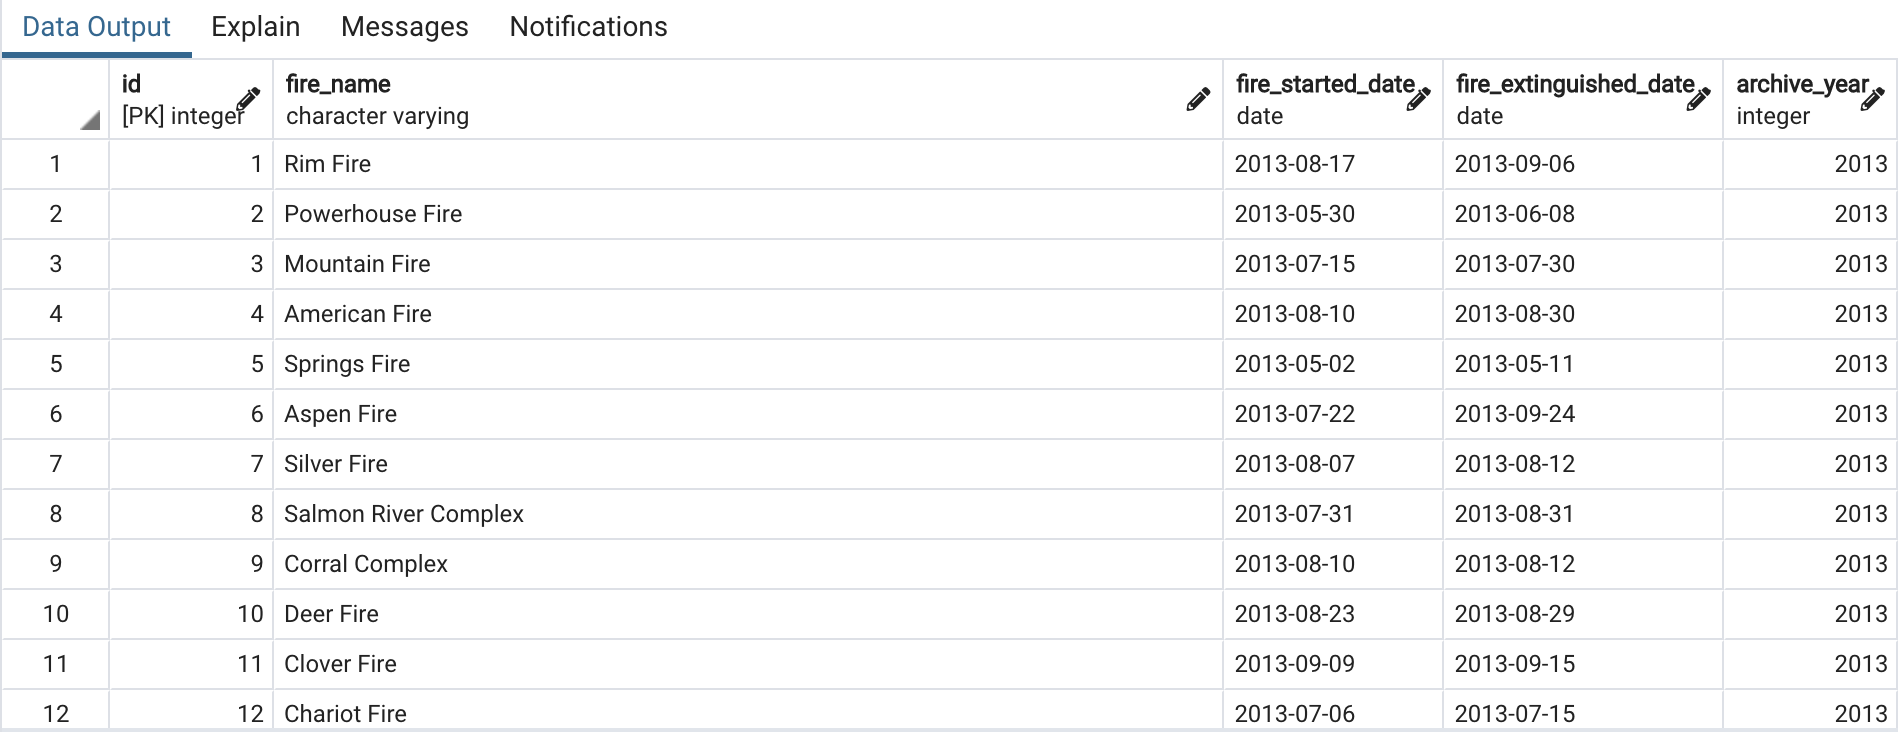 Data Output Explain Messages Notifications
id fire_name fire_started_date fire_extinguished_date archive_year
[PK] integer character varying date date integer
1 1 Rim Fire 2013-08-17 2013-09-06 2013
2 2 Powerhouse Fire 2013-05-30 2013-06-08 2013
3 3 Mountain Fire 2013-07-15 2013-07-30 2013
4 4 American Fire 2013-08-10 2013-08-30 2013
5 5 Springs Fire 2013-05-02 2013-05-11 2013
6 6 Aspen Fire 2013-07-22 2013-09-24 2013
7 7 Silver Fire 2013-08-07 2013-08-12 2013
8 8 Salmon River Complex 2013-07-31 2013-08-31 2013
9 9 Corral Complex 2013-08-10 2013-08-12 2013
10 10 Deer Fire 2013-08-23 2013-08-29 2013
11 11 Clover Fire 2013-09-09 2013-09-15 2013
12 12 Chariot Fire 2013-07-06 2013-07-15 2013